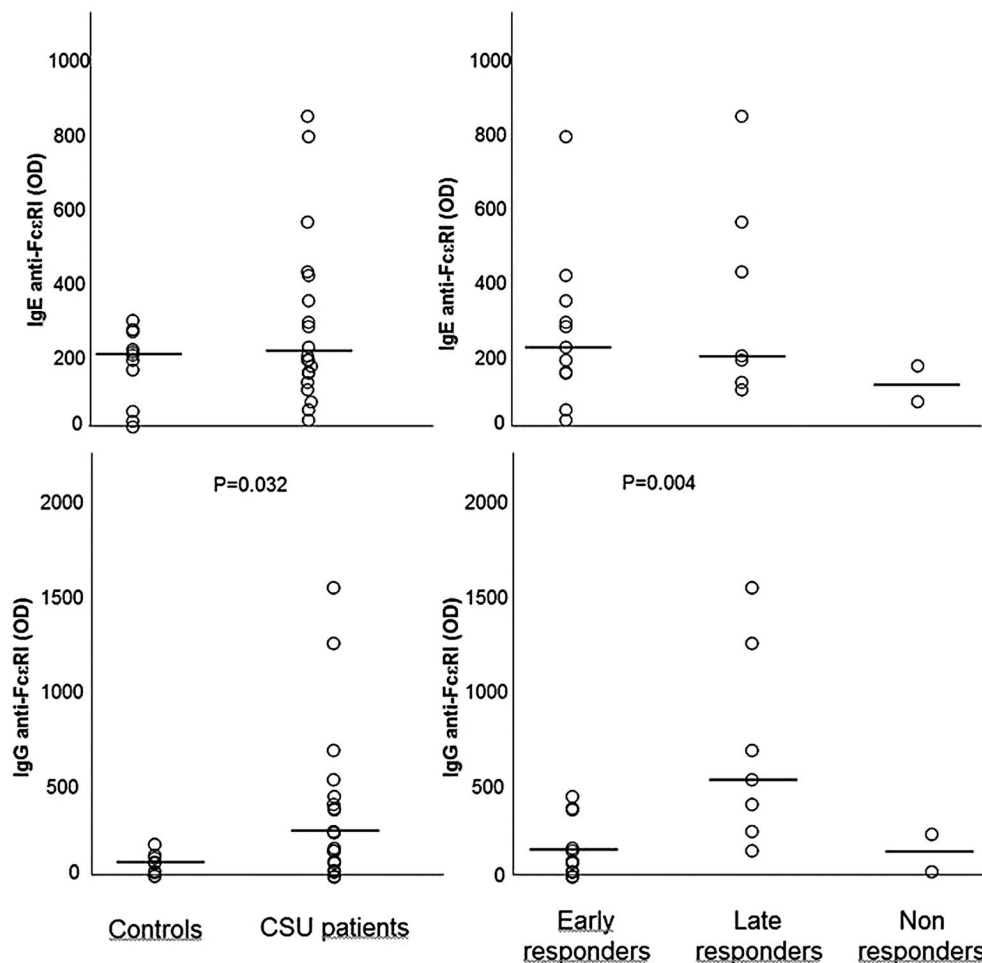 1000
800
600
400
200
0
IgE anti-FcεRI (OD)
1000
800
600
400
200
0
IgE anti-FcεRI (OD)
P=0.032
2000
1500
1000
500
0
IgG anti-FcεRI (OD)
Controls
CSU patients
P=0.004
2000
1500
1000
500
0
IgG anti-FcεRI (OD)
Early
responders
Late
responders
Non
responders